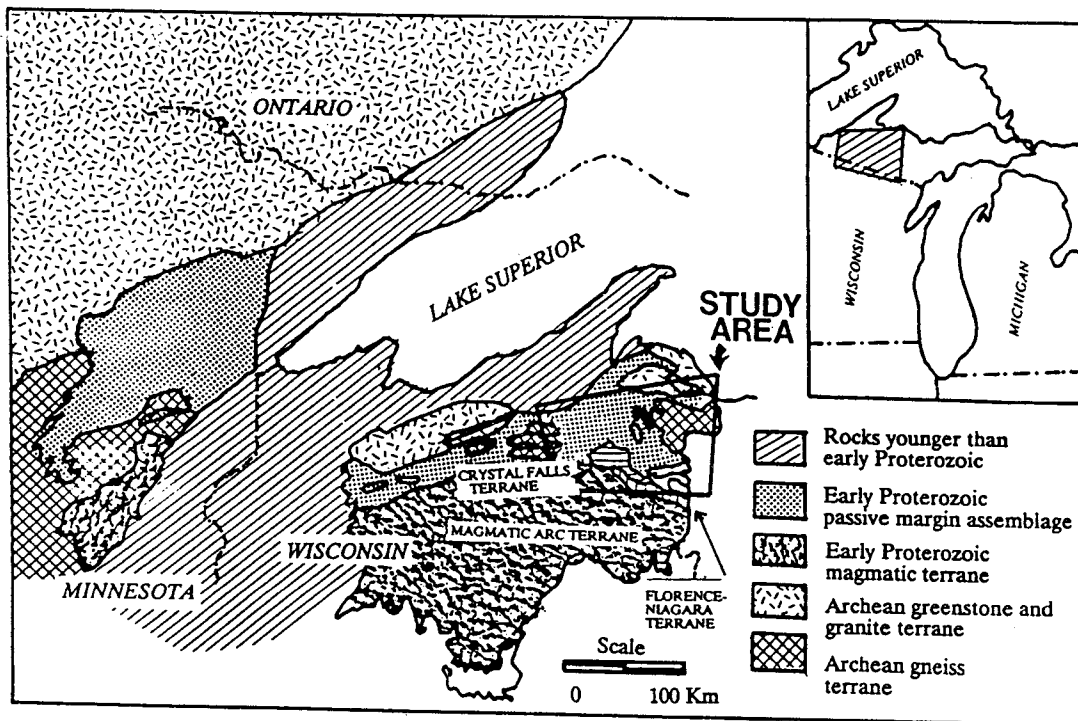 ONTARIO
LAKE SUPERIOR
STUDY
AREA
CRYSTAL FALLS
TERRANE
MAGMATIC ARC TERRANE
WISCONSIN
MINNESOTA
FLORENCE-
NIAGARA
TERRANE
Scale
0 100 Km
LAKE SUPERIOR
WISCONSIN
MICHIGAN
Rocks younger than
early Proterozoic
Early Proterozoic
passive margin assemblage
Early Proterozoic
magmatic terrane
Archean greenstone and
granite terrane
Archean gneiss
terrane